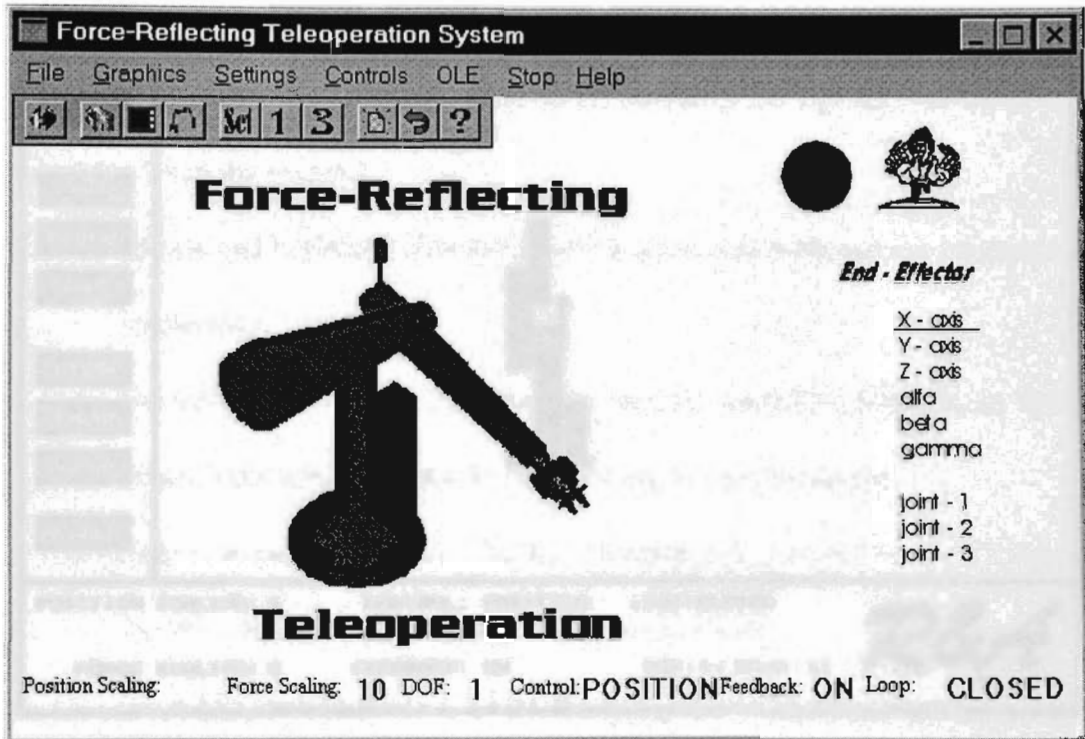 Force-Reflecting Teleoperation System
File Graphics Settings Controls OLE Stop Help
Sel 1 3 ?
Force-Reflecting
End - Effector
X - axis
Y - axis
Z - axis
alfa
beta
gamma
joint - 1
joint - 2
joint - 3
Teleoperation
Position Scaling: Force Scaling: 10 DOF: 1 Control: POSITION Feedback: ON Loop: CLOSED